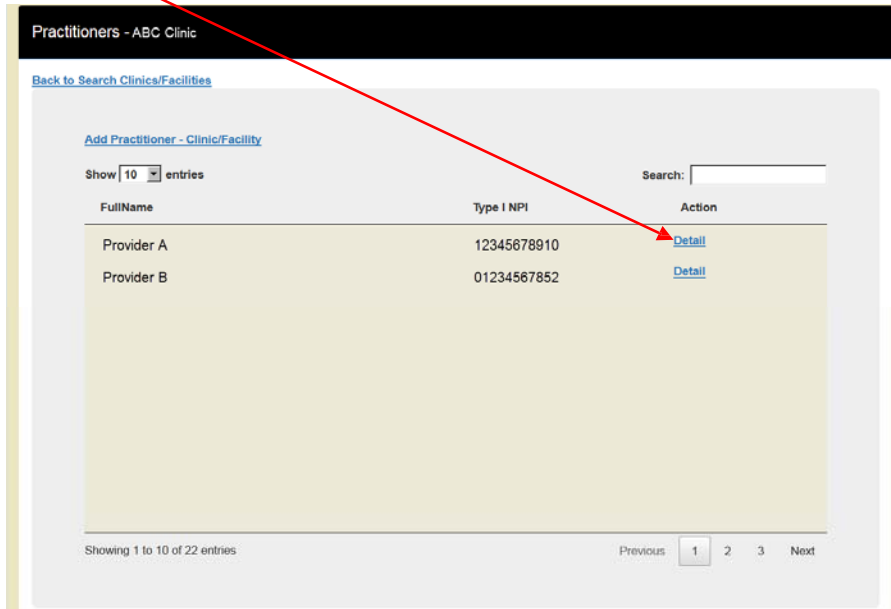 Practitioners - ABC Clinic
Back to Search Clinics/Facilities
Add Practitioner - Clinic/Facility
Show 10 entries Search:
FullName Type I NPI Action
Provider A 12345678910 Detail
Provider B 01234567852 Detail
Showing 1 to 10 of 22 entries Previous 1 2 3 Next